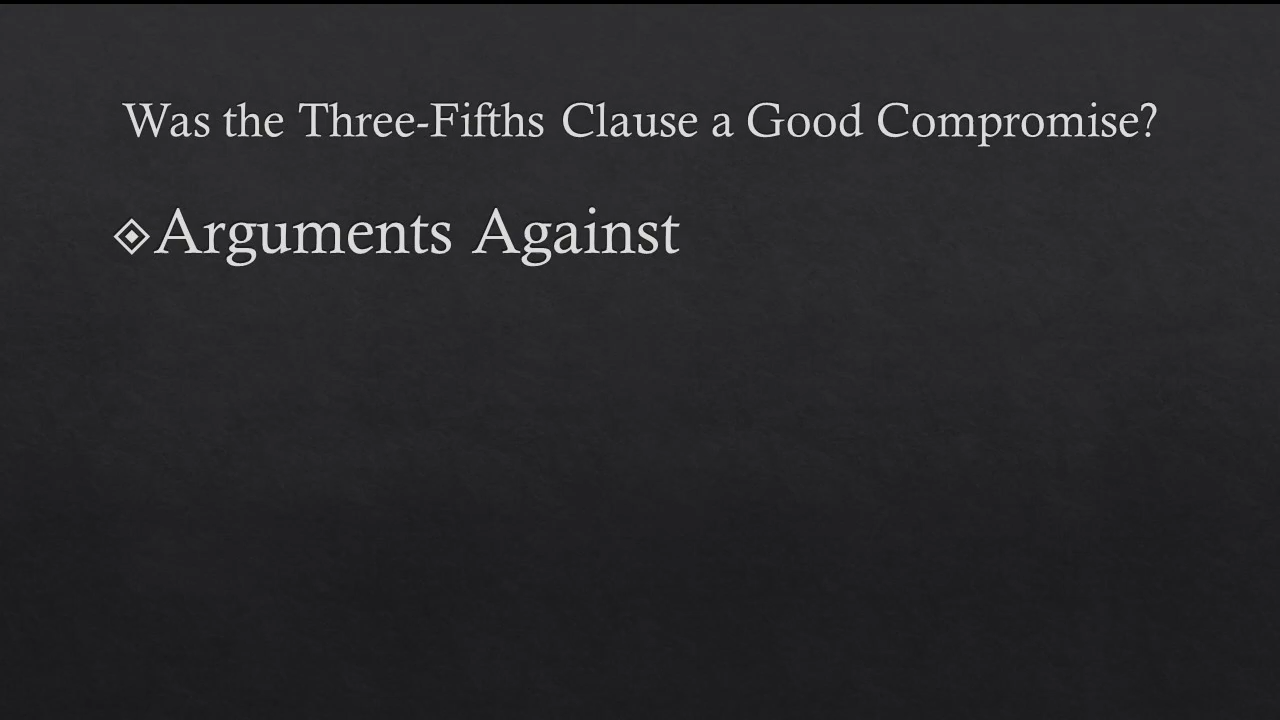 Was the Three-Fifths Clause a Good Compromise?
Arguments Against